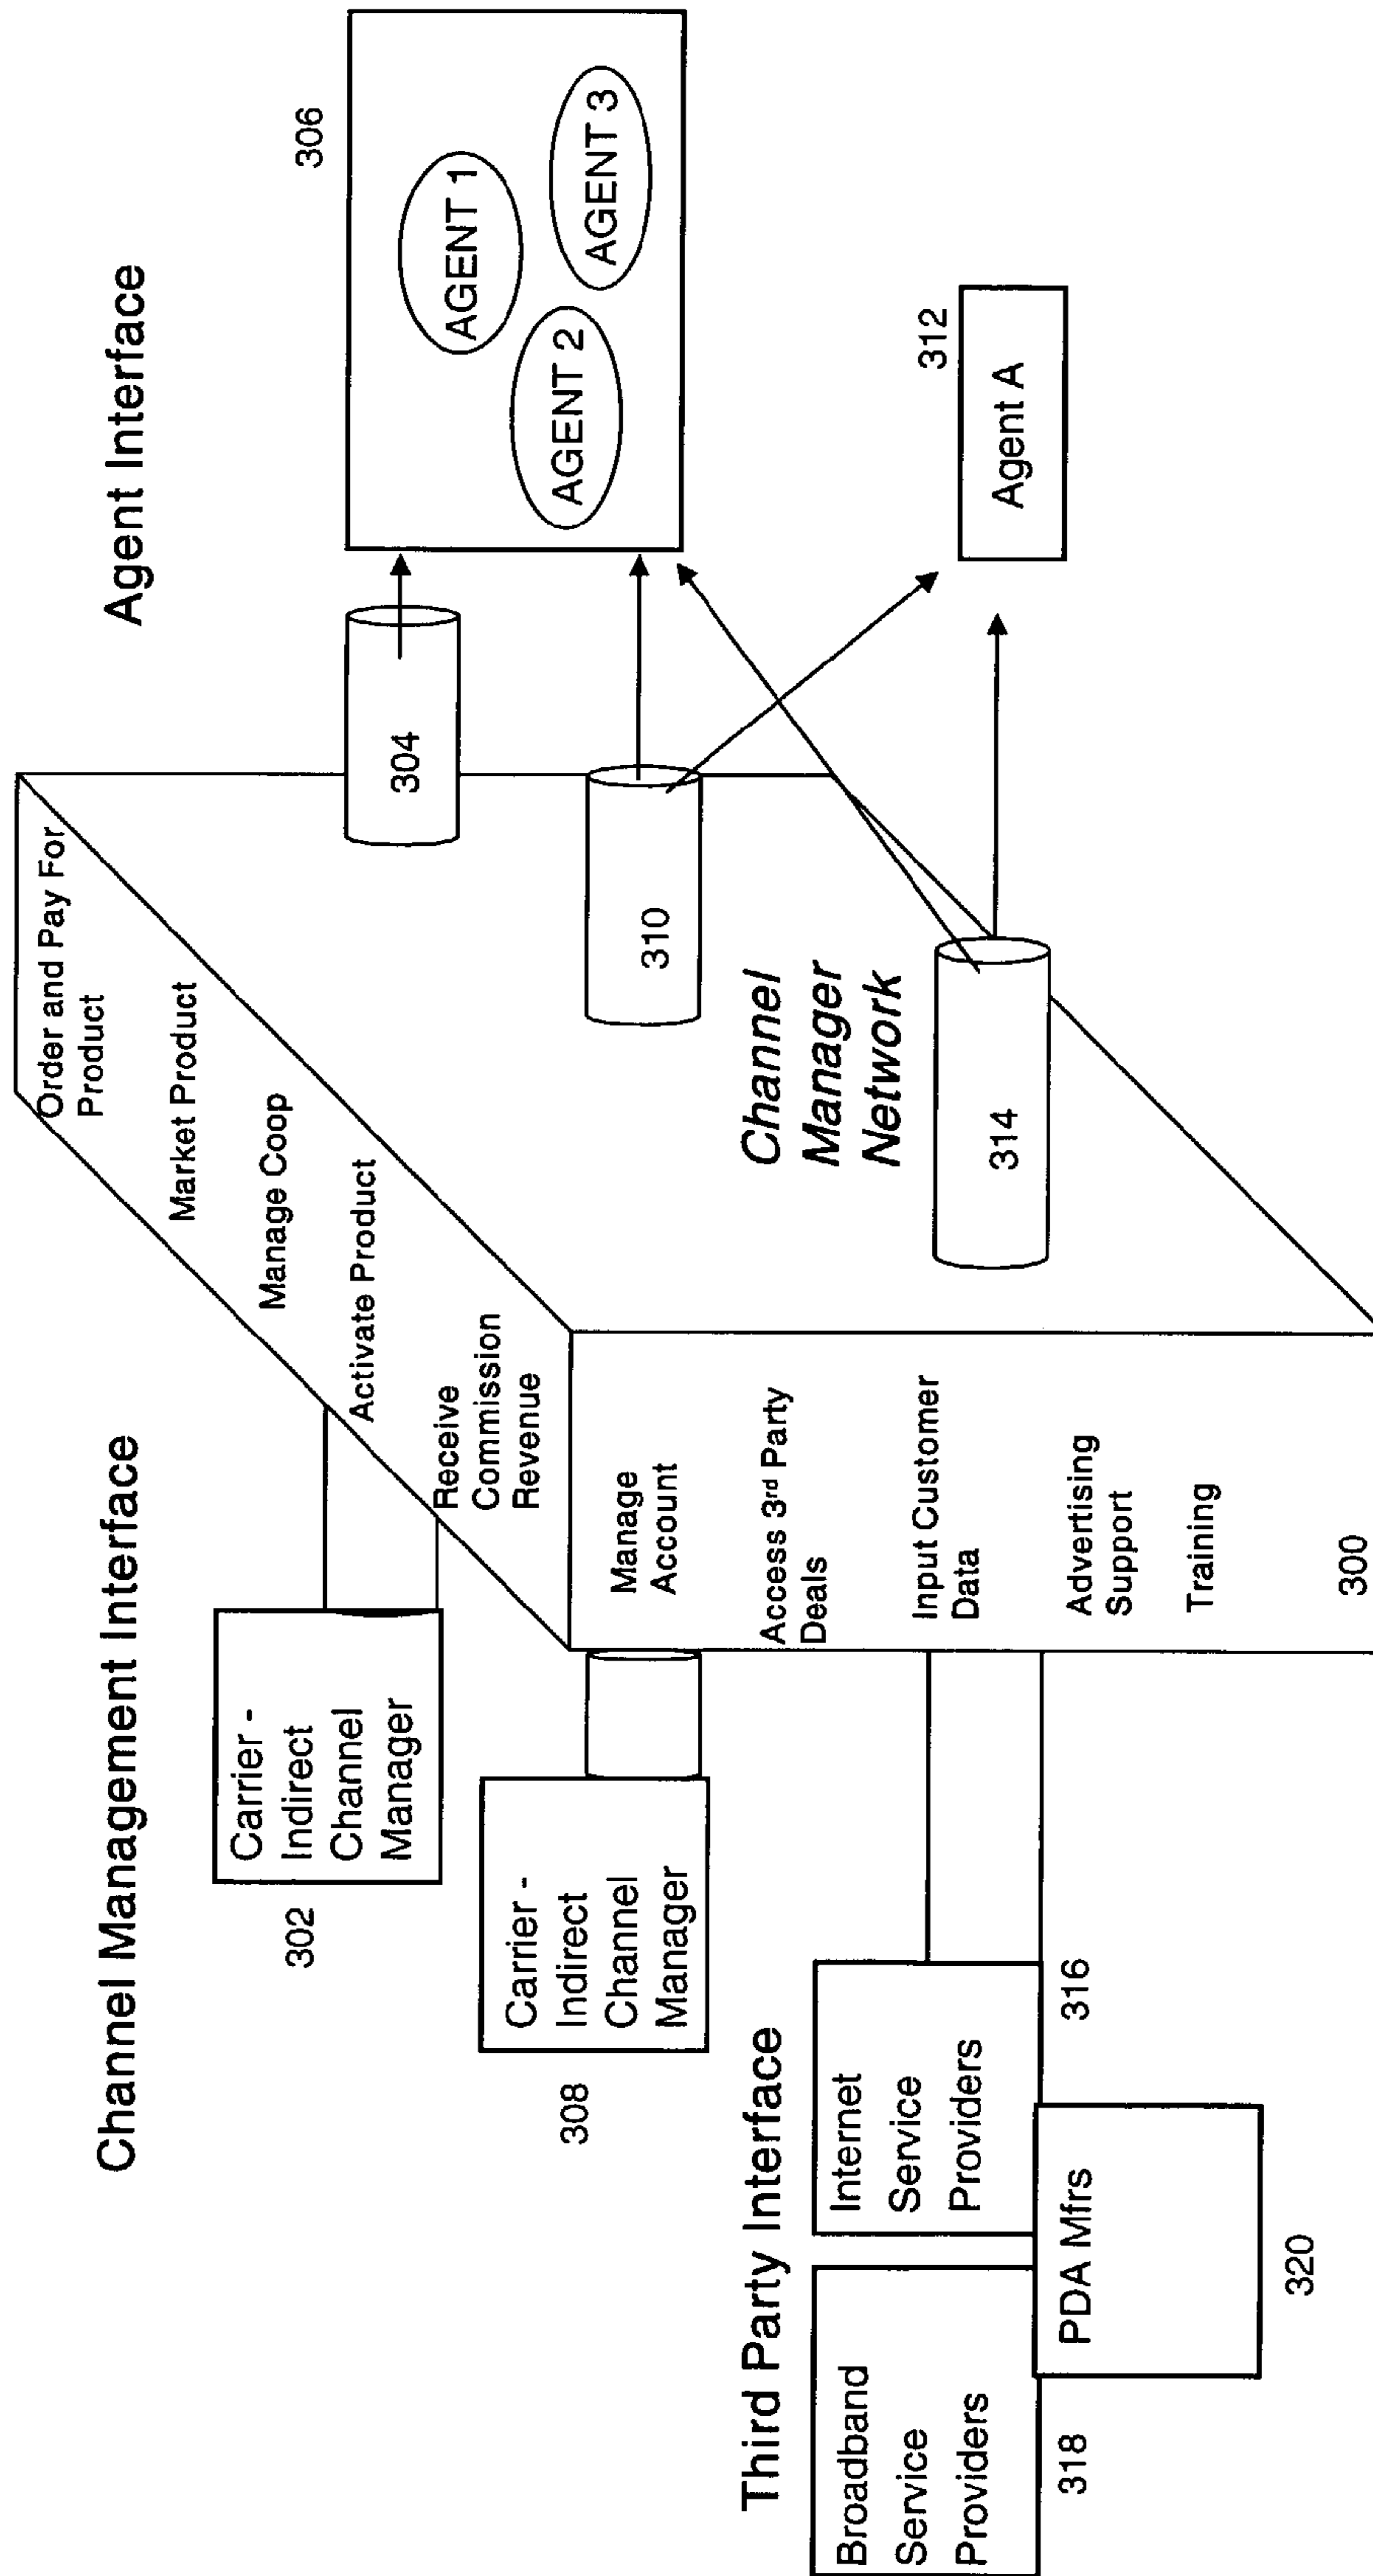 Channel Management Interface
Agent Interface
Order and Pay For
Product
Market Product
Manage Coop
Activate Product
Receive
Commission
Revenue
302
Carrier -
Indirect
Channel
Manager
308
Carrier -
Indirect
Channel
Manager
304
306
AGENT 1
AGENT 2
AGENT 3
310
Channel
Manager
Network
314
312
Agent A
Manage
Account
Access 3rd Party
Deals
Input Customer
Data
Advertising
Support
Training
300
Third Party Interface
Broadband
Service
Providers
318
Internet
Service
Providers
316
PDA Mfrs
320